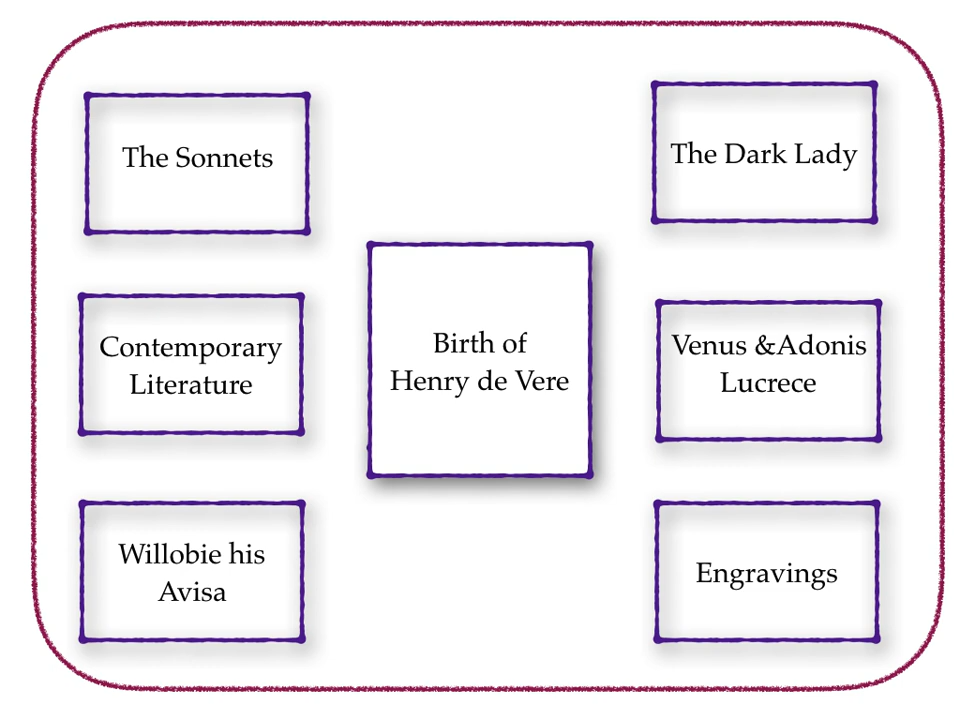 The Sonnets
The Dark Lady
Contemporary
Literature
Birth of
Henry de Vere
Venus &Adonis
Lucrece
Willobie his
Avisa
Engravings